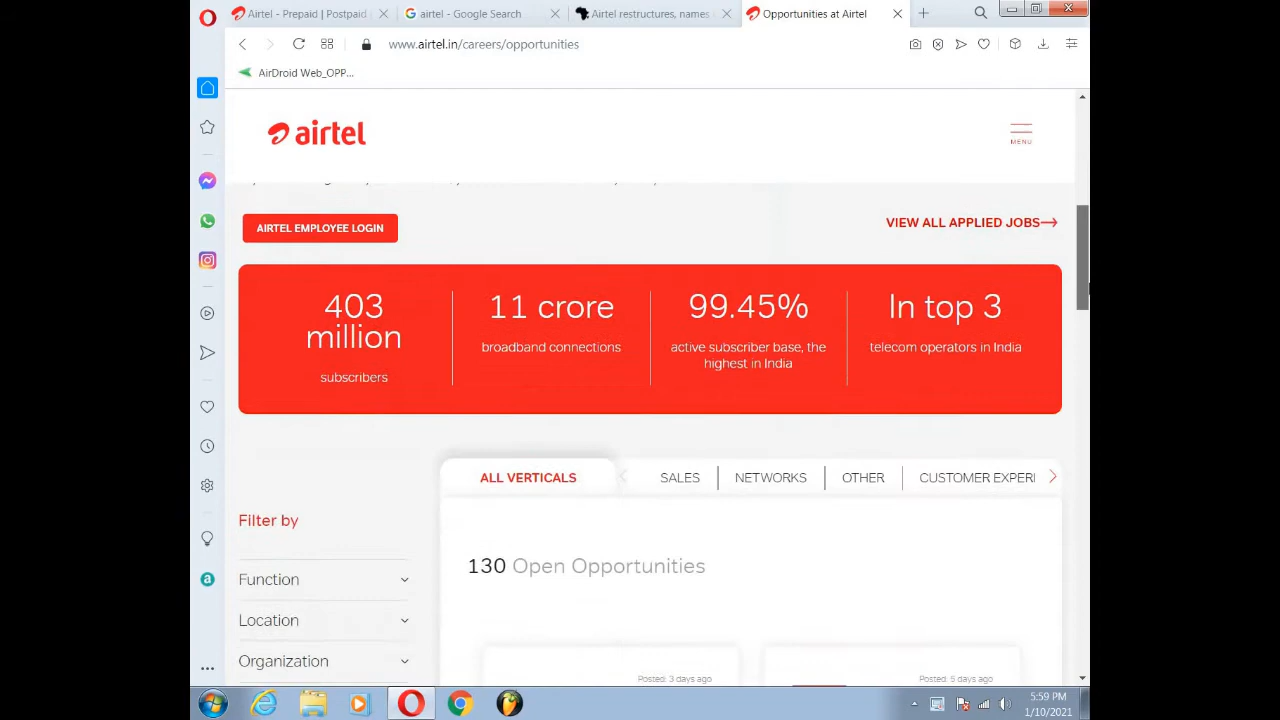 Airtel - Prepaid | Postpaid
airtel - Google Search
Airtel restructures, names
Opportunities at Airtel
www.airtel.in/careers/opportunities
AirDroid Web_OPP...
airtel
MENU
AIRTEL EMPLOYEE LOGIN
VIEW ALL APPLIED JOBS
403 million
subscribers
11 crore
broadband connections
99.45%
active subscriber base, the
highest in India
In top 3
telecom operators in India
ALL VERTICALS
SALES
NETWORKS
OTHER
CUSTOMER EXPERI
Filter by
130 Open Opportunities
Function
Location
Organization
Posted: 3 days ago
Posted: 5 days ago
5:59 PM
1/10/2021